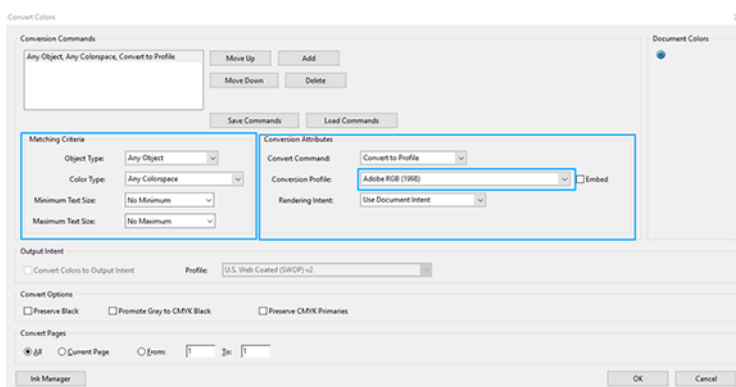 Convert Colors
Conversion Commands
Document Colors
Any Object, Any Colorspace, Convert to Profile
Move Up Add
Move Down Delete
Save Commands Load Commands
Matching Criteria
Conversion Attributes
Object Type: Any Object
Convert Command: Convert to Profile
Color Type: Any Colorspace
Conversion Profile: Adobe RGB (1998) Embed
Minimum Text Size: No Minimum
Rendering Intent: Use Document Intent
Maximum Text Size: No Maximum
Output Intent
Convert Colors to Output Intent Profile: U.S. Web Coated (SWOP) v2
Convert Options
Preserve Black Promote Gray to CMYK Black Preserve CMYK Primaries
Convert Pages
All Current Page From: 1 To: 1
Ink Manager OK Cancel